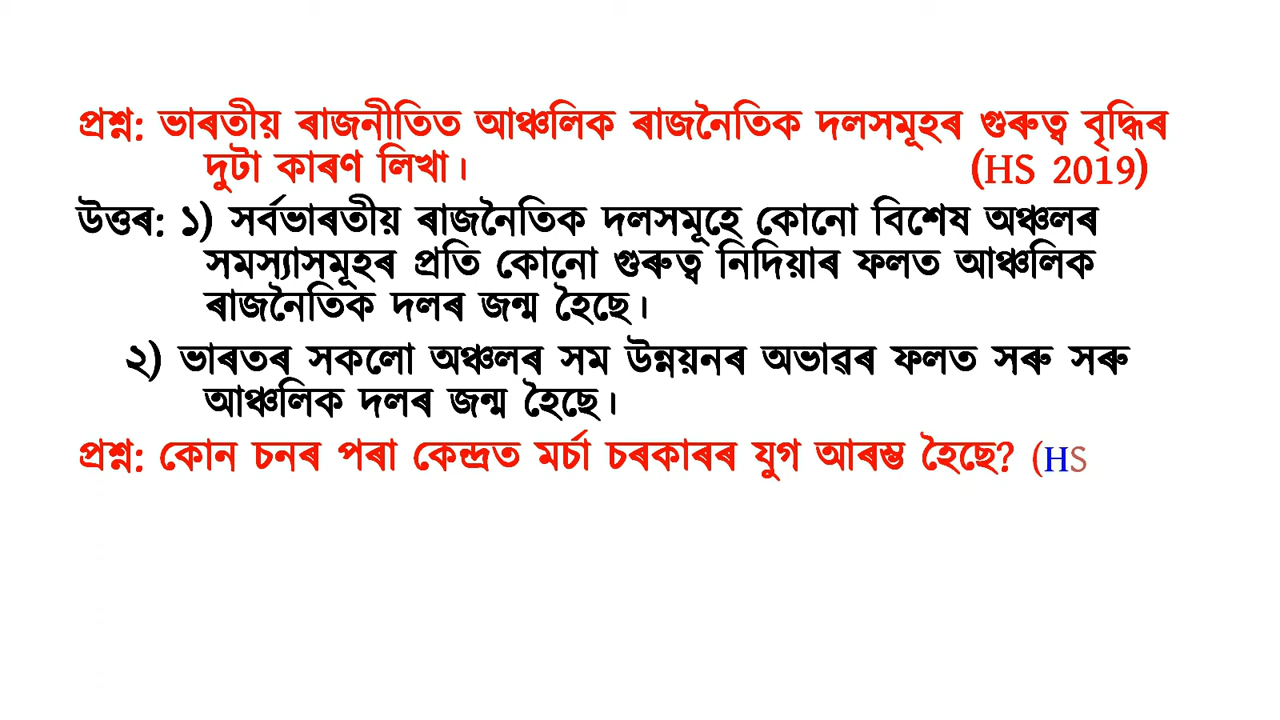 প্ৰশ্ন: ভাৰতীয় ৰাজনীতিত আঞ্চলিক ৰাজনৈতিক দলসমূহৰ গুৰুত্ব বৃদ্ধিৰ
দুটা কাৰণ লিখা। (HS 2019)
উত্তৰ: ১) সৰ্বভাৰতীয় ৰাজনৈতিক দলসমূহে কোনো বিশেষ অঞ্চলৰ
সমস্যাসমূহৰ প্ৰতি কোনো গুৰুত্ব নিদিয়াৰ ফলত আঞ্চলিক
ৰাজনৈতিক দলৰ জন্ম হৈছে।
২) ভাৰতৰ সকলো অঞ্চলৰ সম উন্নয়নৰ অভাৱৰ ফলত সৰু সৰু
আঞ্চলিক দলৰ জন্ম হৈছে।
প্ৰশ্ন: কোন চনৰ পৰা কেন্দ্ৰত মৰ্চা চৰকাৰৰ যুগ আৰম্ভ হৈছে? (HS